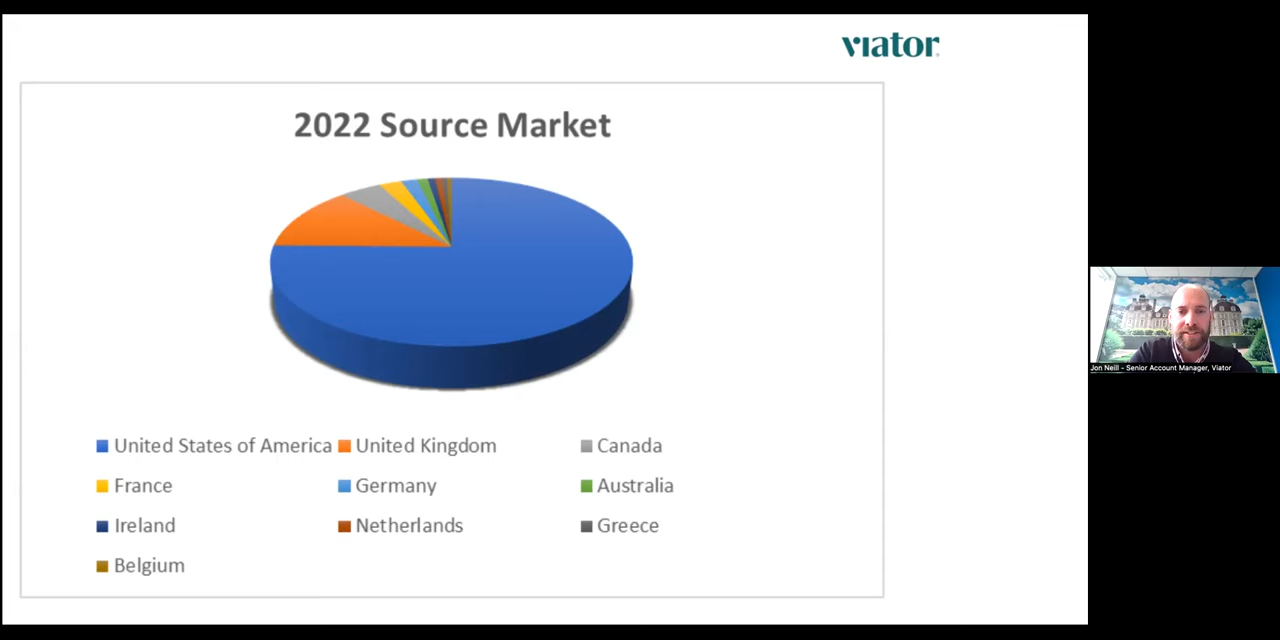 viator
2022 Source Market
United States of America
United Kingdom
Canada
France
Germany
Australia
Ireland
Netherlands
Greece
Belgium
Jon Neill - Senior Account Manager, Viator